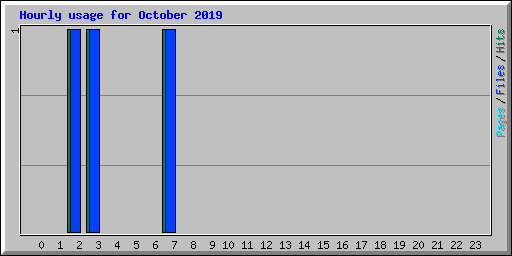 Hourly usage for October 2019
1
Pages/Files/Hits
0 1 2 3 4 5 6 7 8 9 10 11 12 13 14 15 16 17 18 19 20 21 22 23